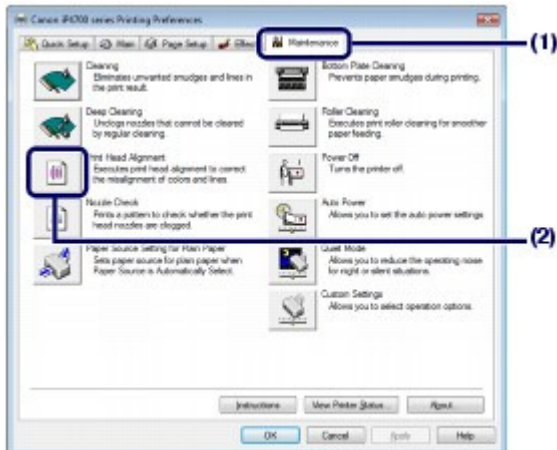 Canon iP4700 series Printing Preferences
Quick Setup
Main
Page Setup
Effects
Maintenance
(1)
Cleaning
Eliminates unwanted smudges and lines in
the print result.
Deep Cleaning
Unclogs nozzles that cannot be cleared
by regular cleaning.
Print Head Alignment
Executes print head alignment to correct
the misalignment of colors and lines.
Nozzle Check
Prints a pattern to check whether the print
head nozzles are clogged.
Paper Source Setting for Plain Paper
Sets paper source for plain paper when
Paper Source is Automatically Select.
Bottom Plate Cleaning
Prevents paper smudges during printing.
Roller Cleaning
Executes print roller cleaning for smoother
paper feeding.
Power Off
Turns the printer off.
Auto Power
Allows you to set the auto power settings
(2)
Quiet Mode
Allows you to reduce the operating noise
for night or silent situations.
Custom Settings
Allows you to select operation options.
Instructions
View Printer Status...
About...
OK
Cancel
Apply
Help